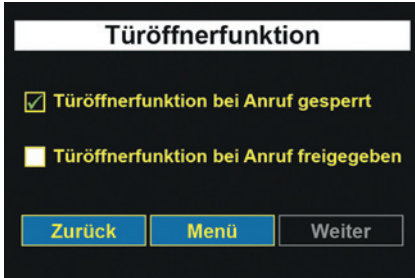 Türöffnerfunktion
Türöffnerfunktion bei Anruf gesperrt
Türöffnerfunktion bei Anruf freigegeben
Zurück Menü Weiter